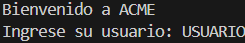 Bienvenido a ACME
Ingrese su usuario: USUARIO